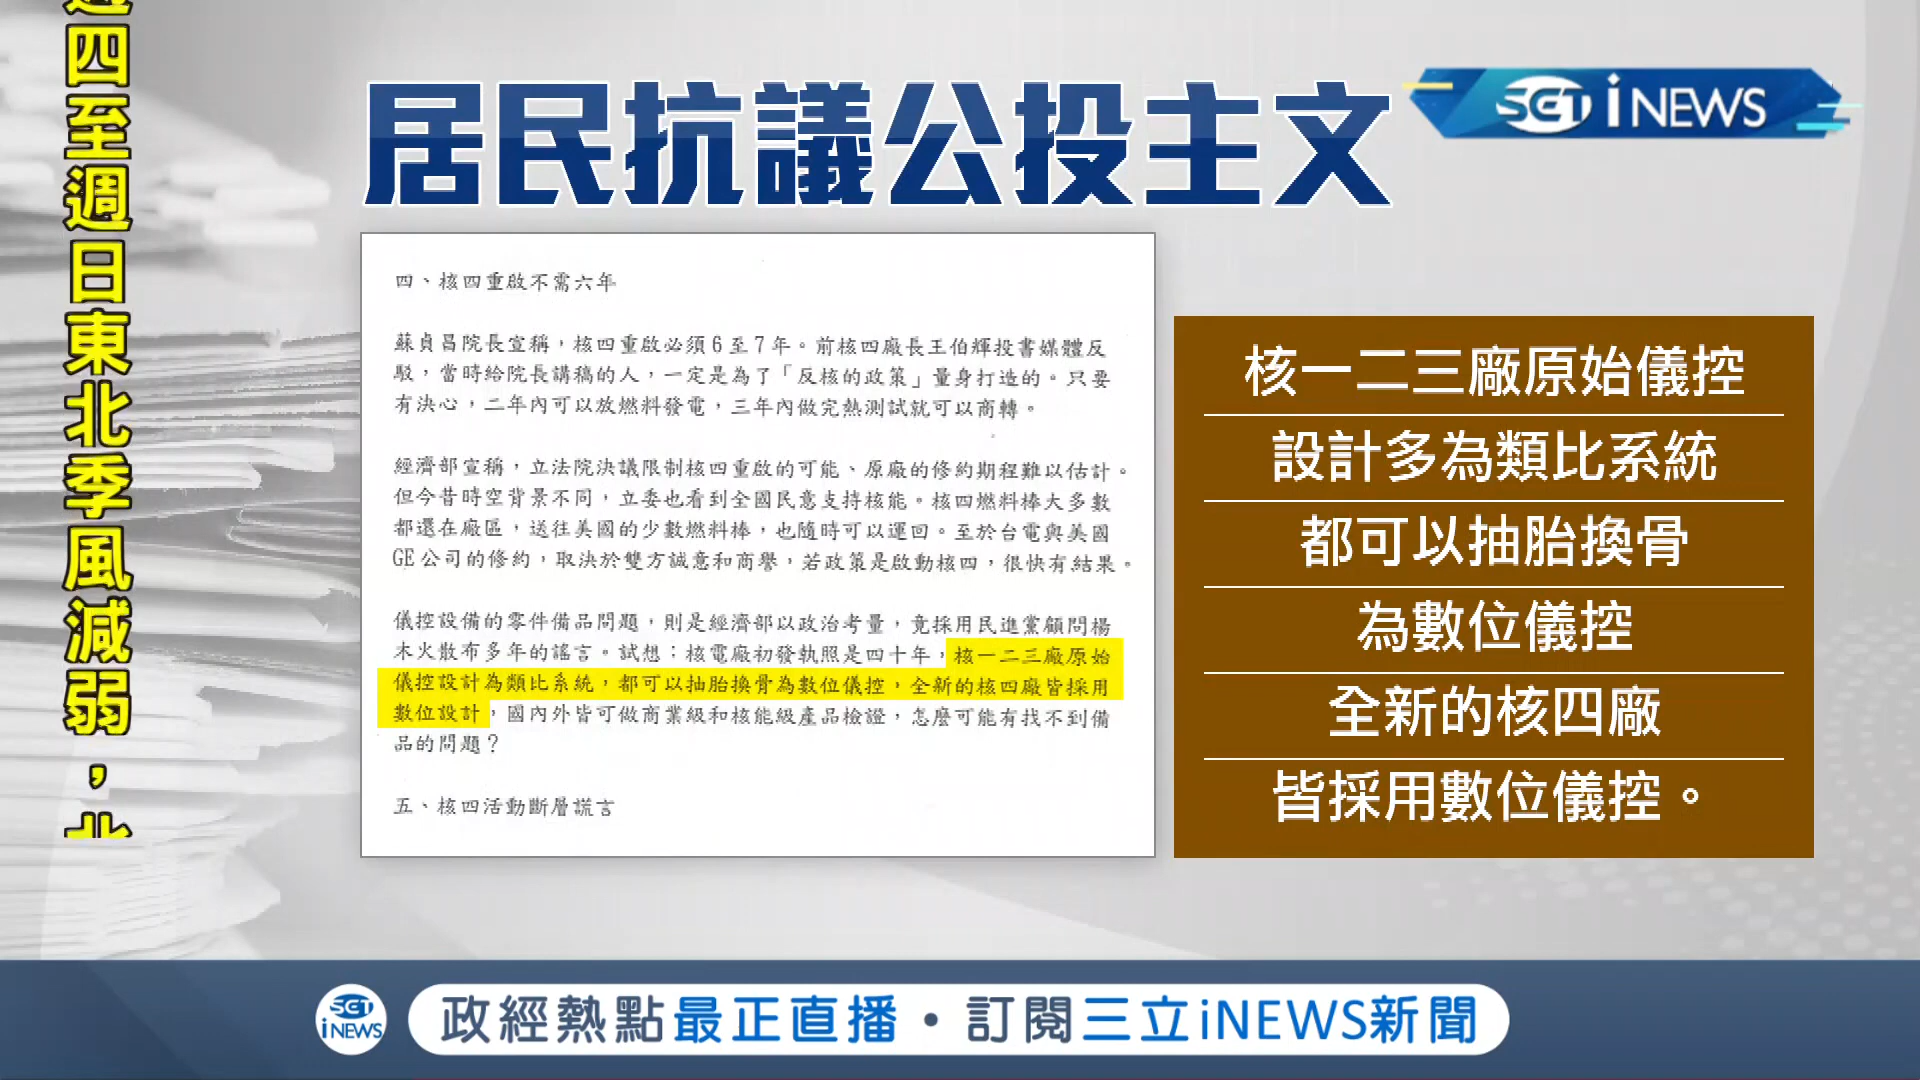 週四至週日東北季風減弱，北
居民抗議公投主文
SET iNEWS
四、核四重啟不需六年
蘇貞昌院長宣稱，核四重啟必須6至7年。前核四廠長王伯輝投書媒體反
駁，當時給院長講稿的人，一定是為了「反核的政策」量身打造的。只要
有決心，二年內可以放燃料發電，三年內做完熱測試就可以商轉。
經濟部宣稱，立法院決議限制核四重啟的可能、原廠的修約期程難以估計。
但今昔時空背景不同，立委也看到全國民意支持核能。核四燃料棒大多數
都還在廠區，送往美國的少數燃料棒，也隨時可以運回。至於台電與美國
GE公司的修約，取決於雙方誠意和商譽，若政策是啟動核四，很快有結果。
儀控設備的零件備品問題，則是經濟部以政治考量，竟採用民進黨顧問楊
木火散布多年的謠言。試想：核電廠初發執照是四十年，核一二三廠原始
儀控設計為類比系統，都可以抽胎換骨為數位儀控，全新的核四廠皆採用
數位設計，國內外皆可做商業級和核能級產品檢證，怎麼可能有找不到備
品的問題？
五、核四活動斷層謊言
核一二三廠原始儀控
設計多為類比系統
都可以抽胎換骨
為數位儀控
全新的核四廠
皆採用數位儀控。
SET iNEWS
政經熱點最正直播・訂閱三立iNEWS新聞